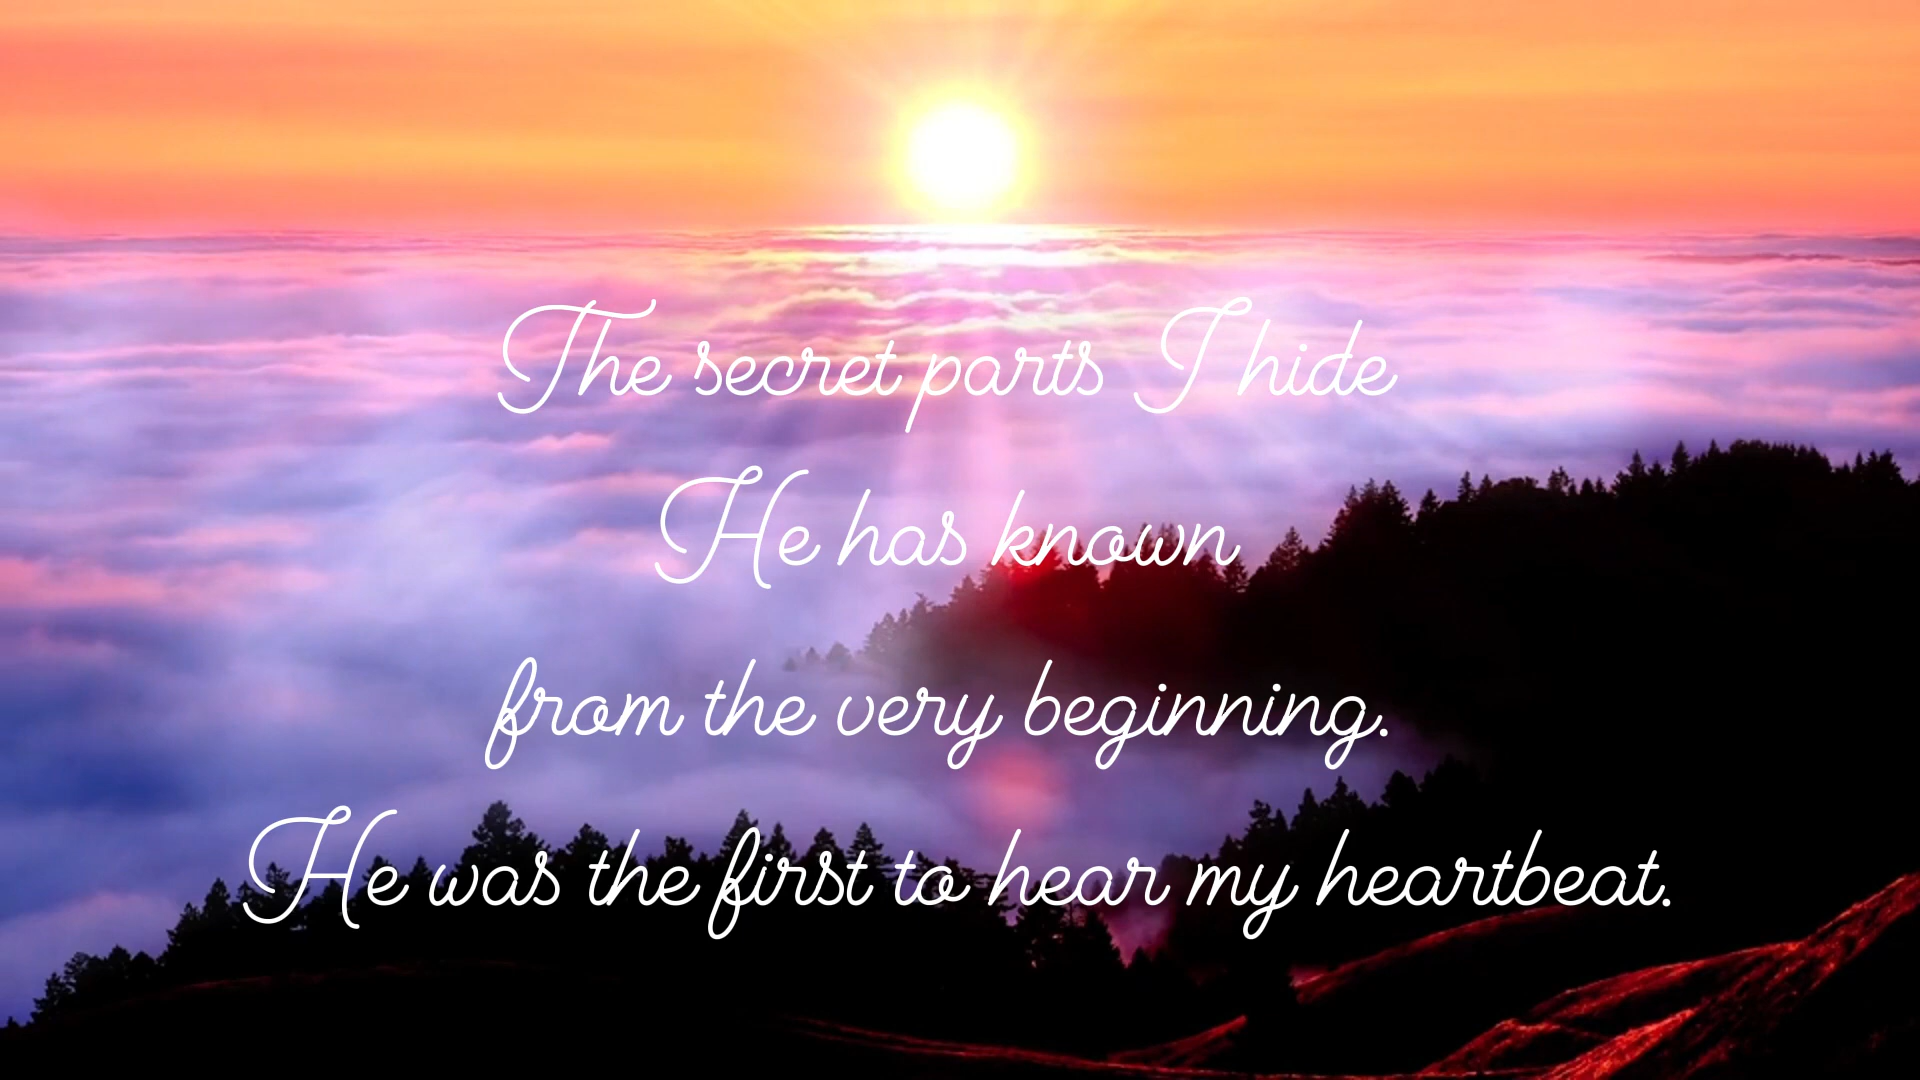 The secret parts I hide
He has known
from the very beginning.
He was the first to hear my heartbeat.